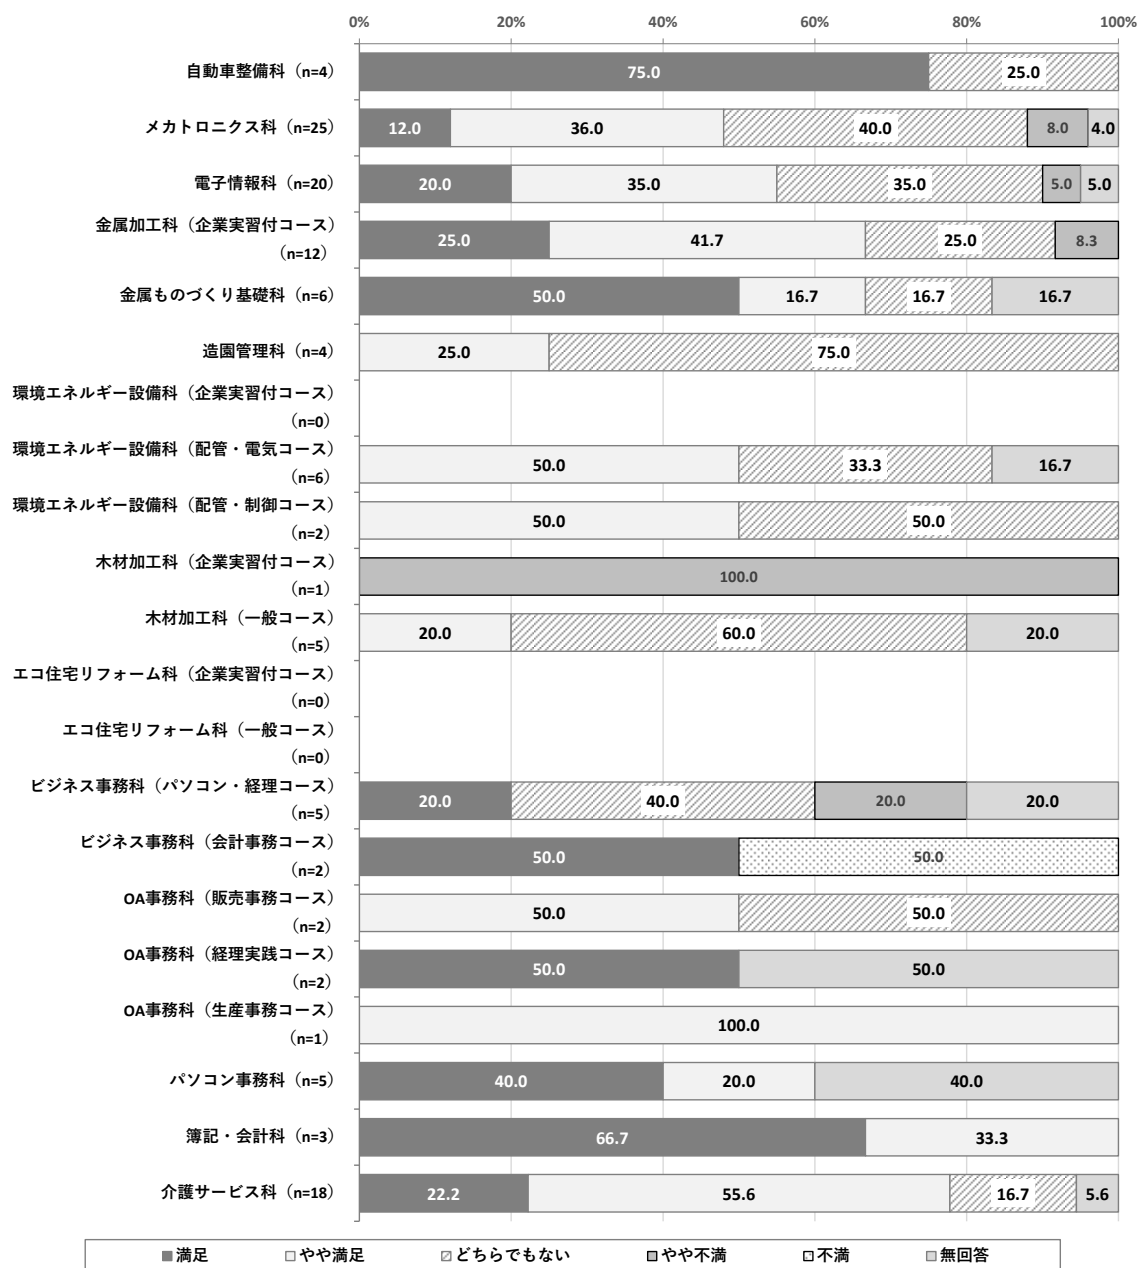 0% 20% 40% 60% 80% 100%
自動車整備科（n=4） 75.0 25.0
メカトロニクス科（n=25） 12.0 36.0 40.0 8.0 4.0
電子情報科（n=20） 20.0 35.0 35.0 5.0 5.0
金属加工科（企業実習付コース）
（n=12） 25.0 41.7 25.0 8.3
金属ものづくり基礎科（n=6） 50.0 16.7 16.7 16.7
造園管理科（n=4） 25.0 75.0
環境エネルギー設備科（企業実習付コース）
（n=0）
環境エネルギー設備科（配管・電気コース）
（n=6） 50.0 33.3 16.7
環境エネルギー設備科（配管・制御コース）
（n=2） 50.0 50.0
木材加工科（企業実習付コース）
（n=1） 100.0
木材加工科（一般コース）
（n=5） 20.0 60.0 20.0
エコ住宅リフォーム科（企業実習付コース）
（n=0）
エコ住宅リフォーム科（一般コース）
（n=0）
ビジネス事務科（パソコン・経理コース）
（n=5） 20.0 40.0 20.0 20.0
ビジネス事務科（会計事務コース）
（n=2） 50.0 50.0
OA事務科（販売事務コース）
（n=2） 50.0 50.0
OA事務科（経理実践コース）
（n=2） 50.0 50.0
OA事務科（生産事務コース）
（n=1） 100.0
パソコン事務科（n=5） 40.0 20.0 40.0
簿記・会計科（n=3） 66.7 33.3
介護サービス科（n=18） 22.2 55.6 16.7 5.6
満足 やや満足 どちらでもない やや不満 不満 無回答